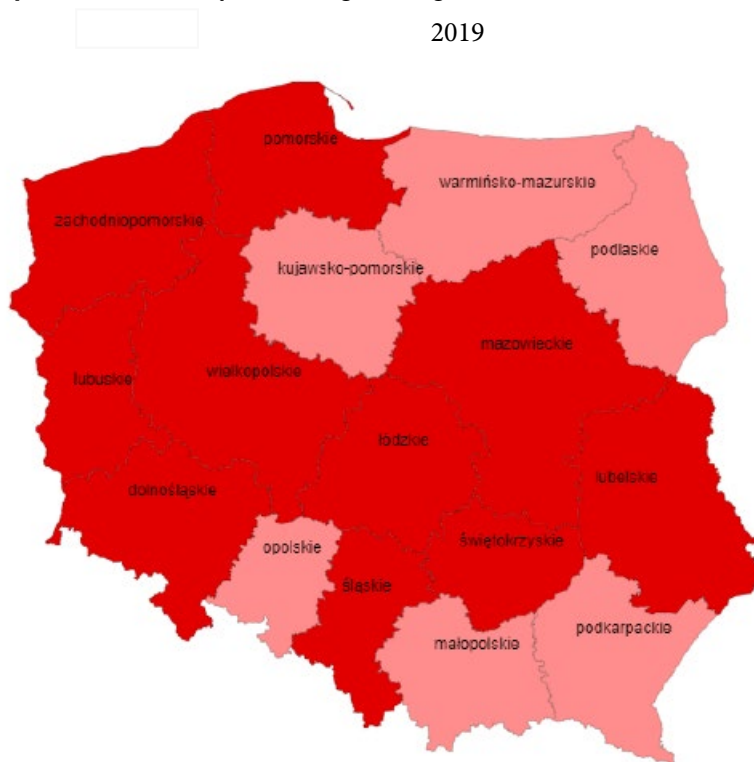 2019
pomorskie
warmińsko-mazurskie
zachodniopomorskie
podlaskie
kujawsko-pomorskie
mazowieckie
lubuskie
wielkopolskie
łódzkie
lubelskie
dolnośląskie
opolskie
świętokrzyskie
śląskie
podkarpackie
małopolskie